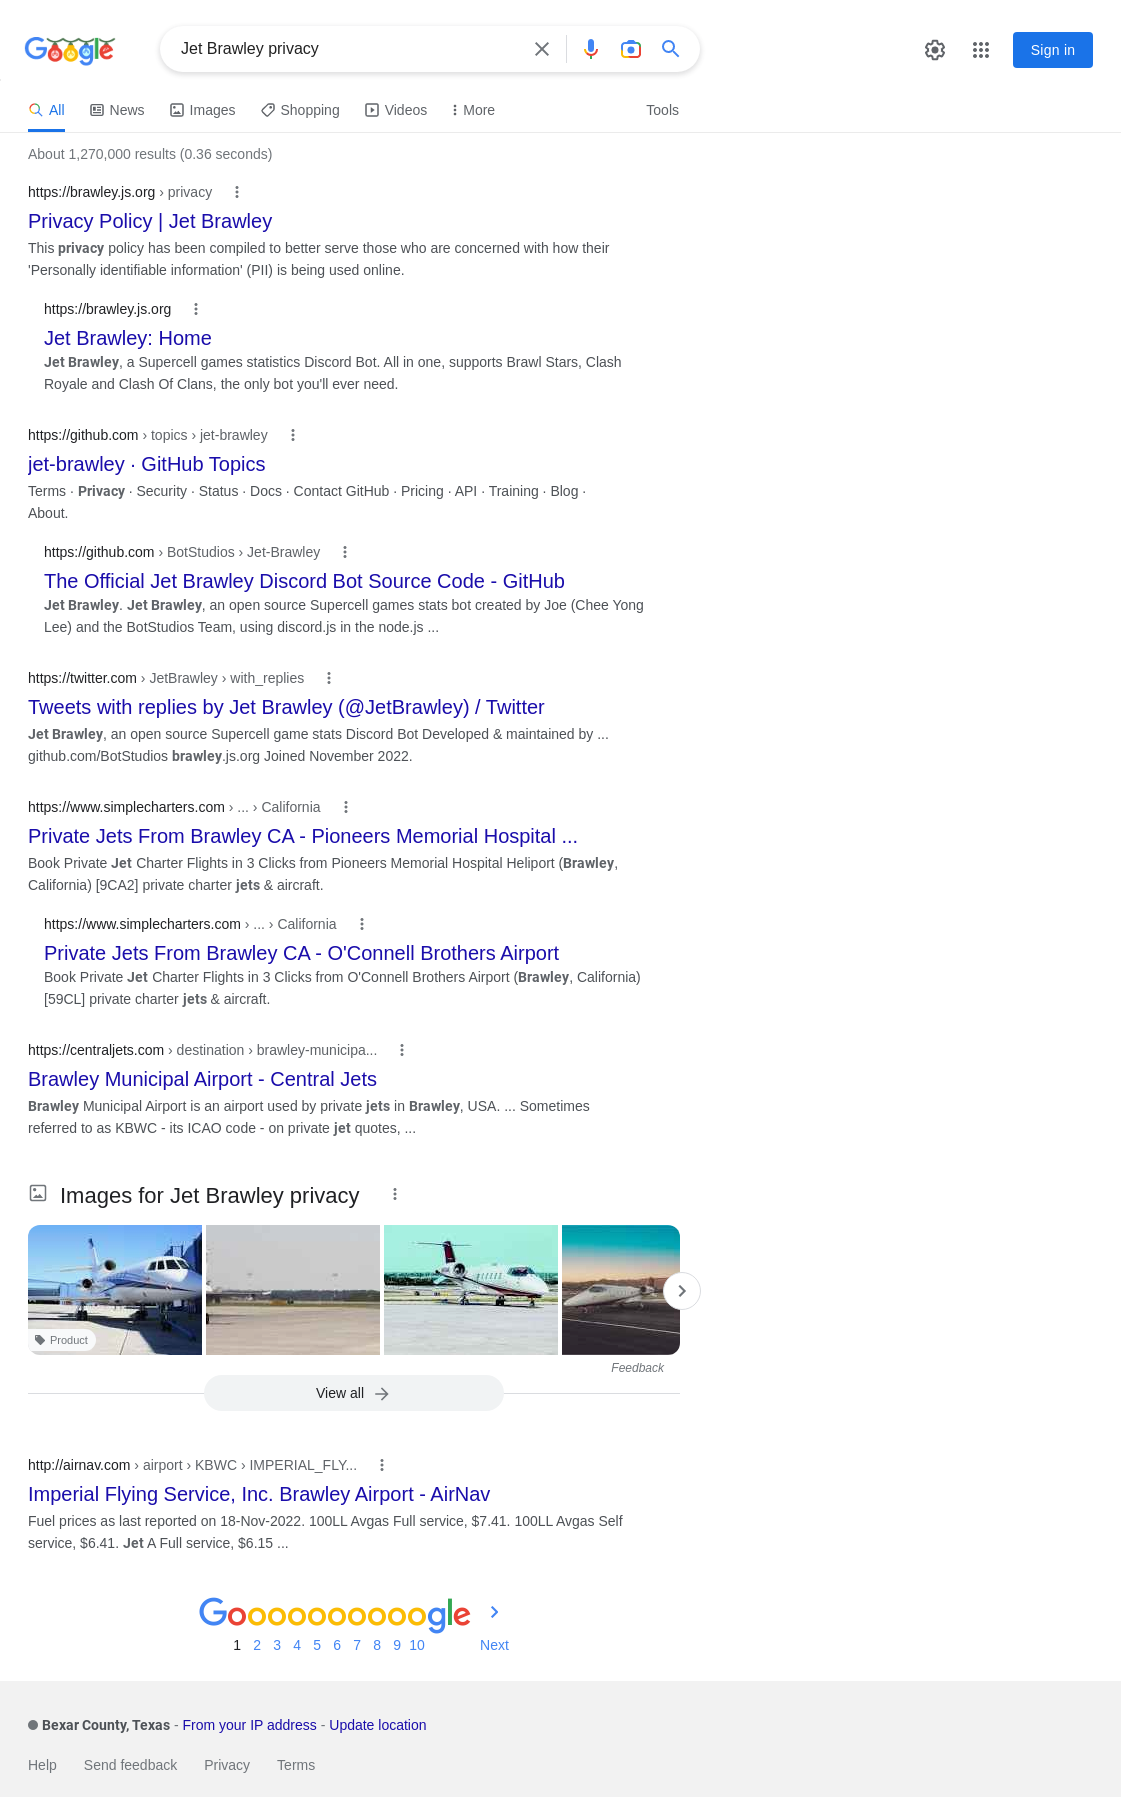 Google
Jet Brawley privacy
Sign in
All
News
Images
Shopping
Videos
More
Tools
About 1,270,000 results (0.36 seconds)
https://brawley.js.org › privacy
Privacy Policy | Jet Brawley
This privacy policy has been compiled to better serve those who are concerned with how their
'Personally identifiable information' (PII) is being used online.
https://brawley.js.org
Jet Brawley: Home
Jet Brawley, a Supercell games statistics Discord Bot. All in one, supports Brawl Stars, Clash
Royale and Clash Of Clans, the only bot you'll ever need.
https://github.com › topics › jet-brawley
jet-brawley · GitHub Topics
Terms · Privacy · Security · Status · Docs · Contact GitHub · Pricing · API · Training · Blog ·
About.
https://github.com › BotStudios › Jet-Brawley
The Official Jet Brawley Discord Bot Source Code - GitHub
Jet Brawley. Jet Brawley, an open source Supercell games stats bot created by Joe (Chee Yong
Lee) and the BotStudios Team, using discord.js in the node.js ...
https://twitter.com › JetBrawley › with_replies
Tweets with replies by Jet Brawley (@JetBrawley) / Twitter
Jet Brawley, an open source Supercell game stats Discord Bot Developed & maintained by ...
github.com/BotStudios brawley.js.org Joined November 2022.
https://www.simplecharters.com › ... › California
Private Jets From Brawley CA - Pioneers Memorial Hospital ...
Book Private Jet Charter Flights in 3 Clicks from Pioneers Memorial Hospital Heliport (Brawley,
California) [9CA2] private charter jets & aircraft.
https://www.simplecharters.com › ... › California
Private Jets From Brawley CA - O'Connell Brothers Airport
Book Private Jet Charter Flights in 3 Clicks from O'Connell Brothers Airport (Brawley, California)
[59CL] private charter jets & aircraft.
https://centraljets.com › destination › brawley-municipa...
Brawley Municipal Airport - Central Jets
Brawley Municipal Airport is an airport used by private jets in Brawley, USA. ... Sometimes
referred to as KBWC - its ICAO code - on private jet quotes, ...
Images for Jet Brawley privacy
Product
Feedback
View all
http://airnav.com › airport › KBWC › IMPERIAL_FLY...
Imperial Flying Service, Inc. Brawley Airport - AirNav
Fuel prices as last reported on 18-Nov-2022. 100LL Avgas Full service, $7.41. 100LL Avgas Self
service, $6.41. Jet A Full service, $6.15 ...
Goooooooooogle
1 2 3 4 5 6 7 8 9 10 Next
Bexar County, Texas - From your IP address - Update location
Help Send feedback Privacy Terms